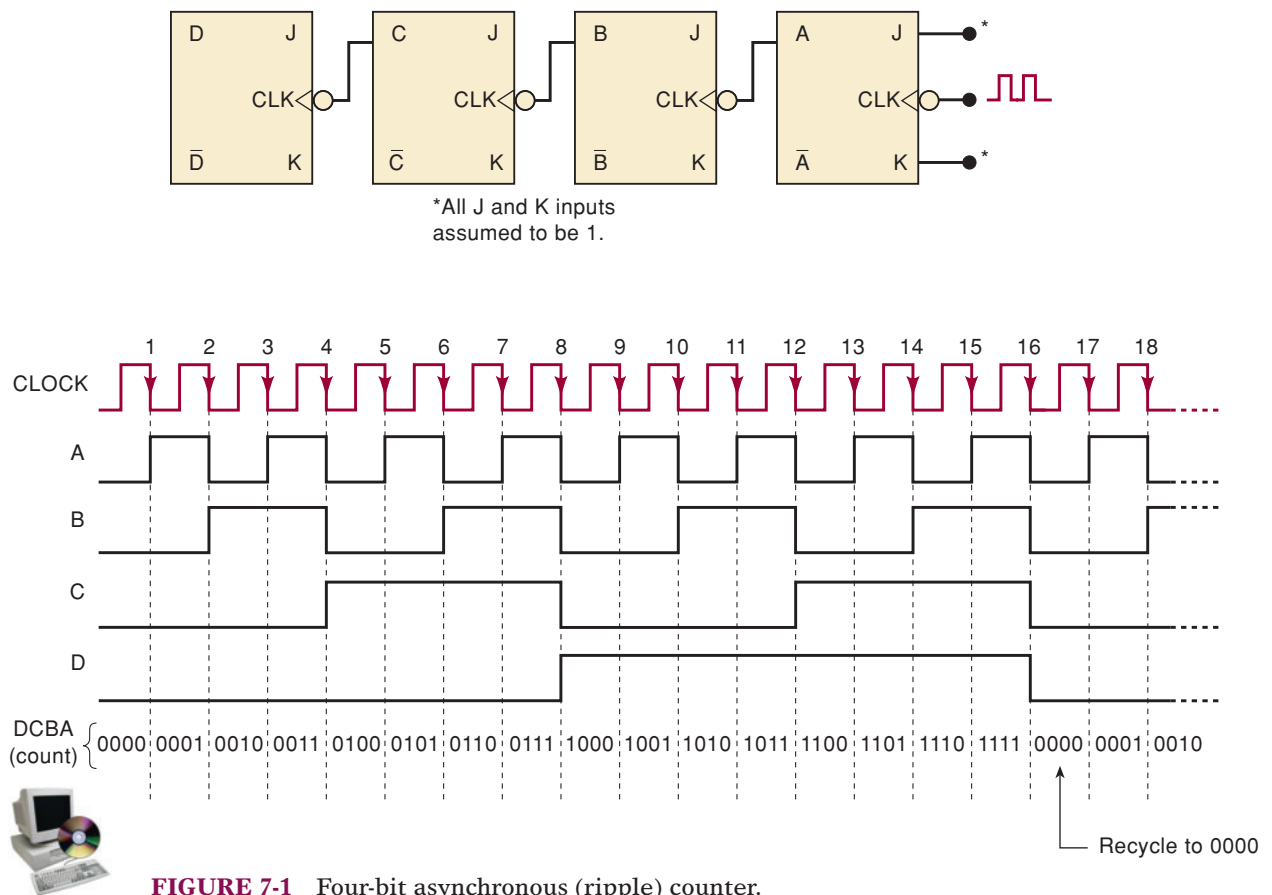 D J C J B J A J *
CLK CLK CLK CLK
D̅ K C̅ K B̅ K A̅ K *
*All J and K inputs
assumed to be 1.
1 2 3 4 5 6 7 8 9 10 11 12 13 14 15 16 17 18
CLOCK
A
B
C
D
DCBA
(count)
0000 0001 0010 0011 0100 0101 0110 0111 1000 1001 1010 1011 1100 1101 1110 1111 0000 0001 0010
Recycle to 0000
FIGURE 7-1 Four-bit asynchronous (ripple) counter.